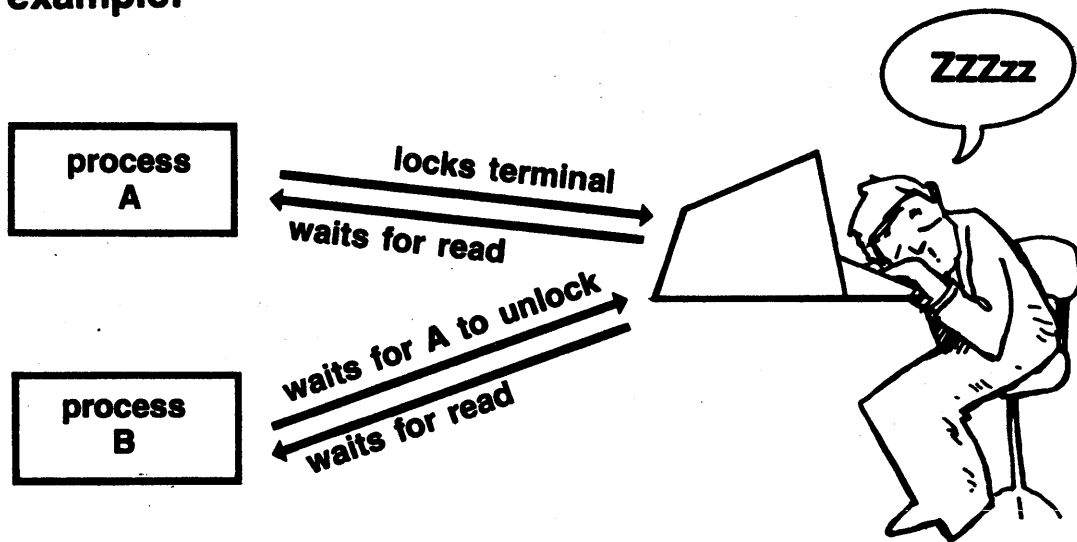 example:
ZZZzz
process
A
locks terminal
waits for read
waits for A to unlock
waits for read
process
B